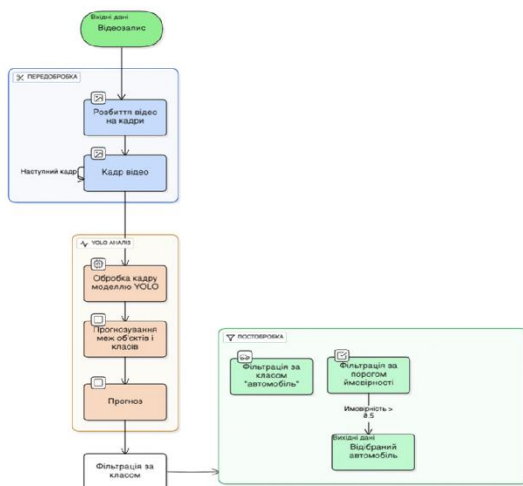 Вхідні дані
Відеозапис
ПЕРЕДОБРОБКА
Розбиття відео
на кадри
Наступний кадр
Кадр відео
YOLO АНАЛІЗ
Обробка кадру
моделлю YOLO
Прогнозування
меж об'єктів і
класів
Прогноз
Фільтрація за
класом
ПОСТОБРОБКА
Фільтрація за
класом
"автомобіль"
Фільтрація за
порогом
ймовірності
Ймовірність >
0.5
Вихідні дані
Відібраний
автомобіль